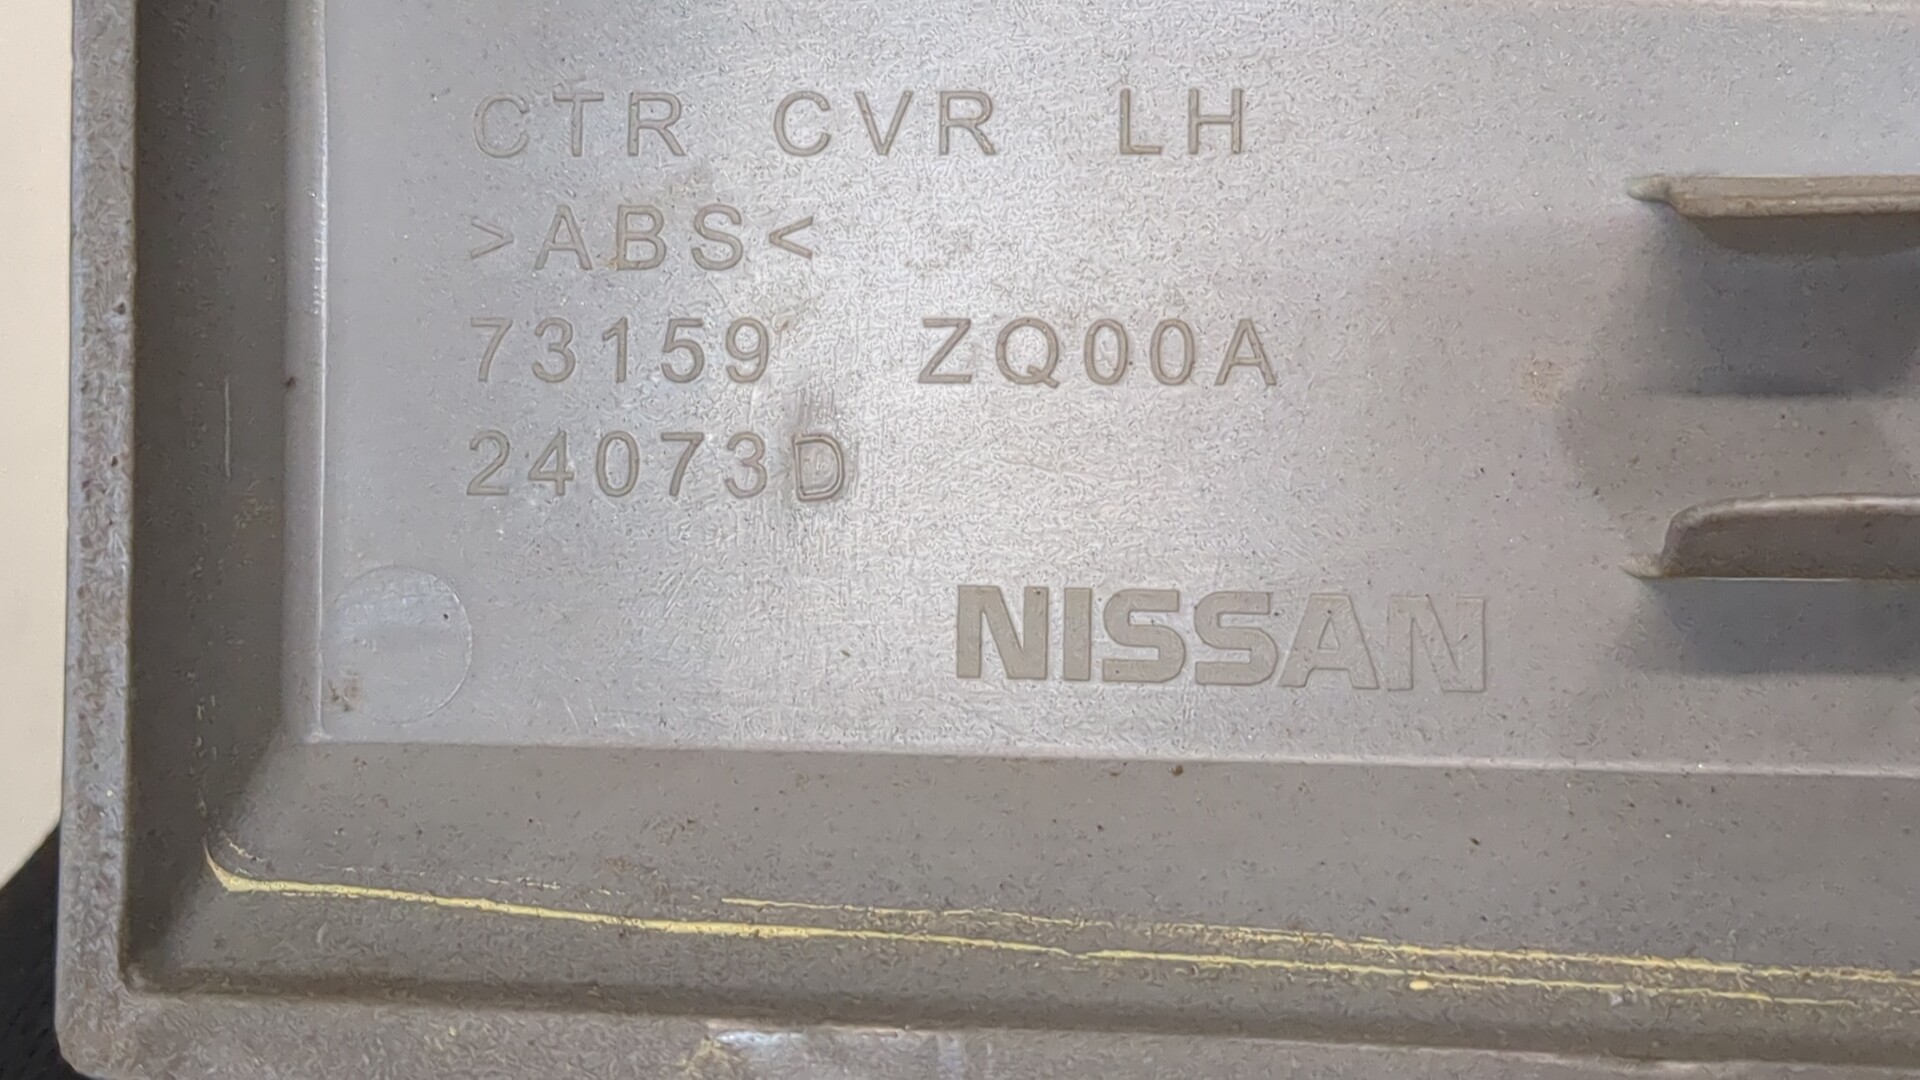 CTR CVR LH
>ABS<
73159 ZQ00A
24073D
NISSAN